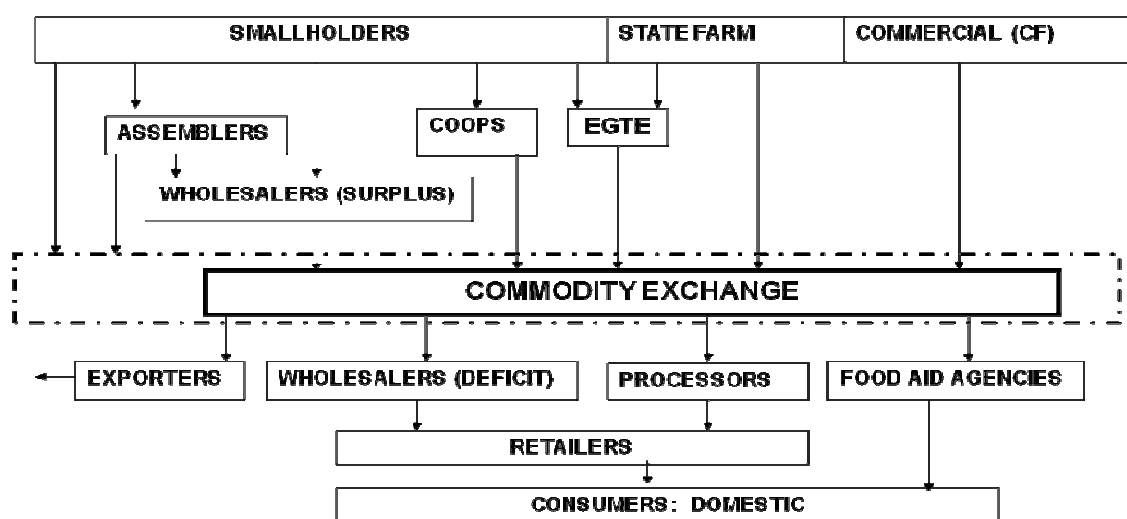 SMALLHOLDERS STATE FARM COMMERCIAL (CF)
ASSEMBLERS COOPS EGTE
WHOLESALERS (SURPLUS)
COMMODITY EXCHANGE
EXPORTERS WHOLESALERS (DEFICIT) PROCESSORS FOOD AID AGENCIES
RETAILERS
CONSUMERS: DOMESTIC